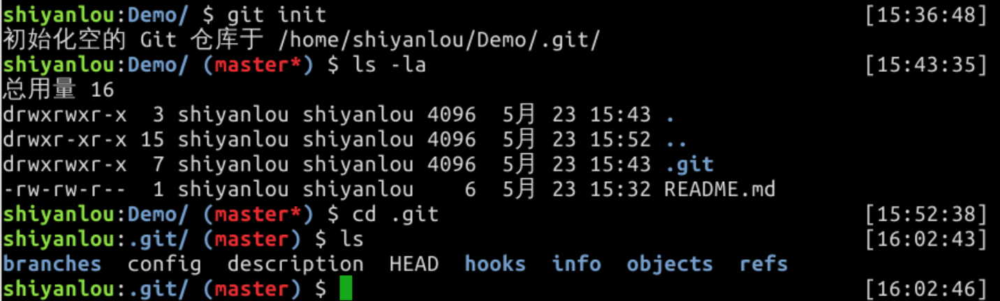 shiyanlou:Demo/ $ git init [15:36:48]
初始化空的 Git 仓库于 /home/shiyanlou/Demo/.git/
shiyanlou:Demo/ (master*) $ ls -la [15:43:35]
总用量 16
drwxrwxr-x  3 shiyanlou shiyanlou 4096  5月 23 15:43 .
drwxr-xr-x 15 shiyanlou shiyanlou 4096  5月 23 15:52 ..
drwxrwxr-x  7 shiyanlou shiyanlou 4096  5月 23 15:43 .git
-rw-rw-r--  1 shiyanlou shiyanlou    6  5月 23 15:32 README.md
shiyanlou:Demo/ (master*) $ cd .git [15:52:38]
shiyanlou:.git/ (master) $ ls [16:02:43]
branches  config  description  HEAD  hooks  info  objects  refs
shiyanlou:.git/ (master) $ [16:02:46]